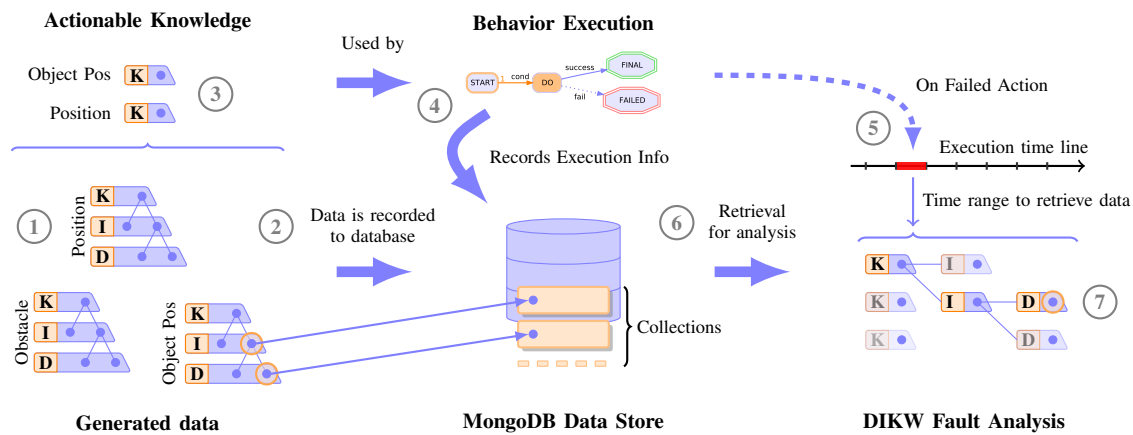 Actionable Knowledge
Object Pos K
Position K
3
Used by
Behavior Execution
4
START
1
cond
DO
success
fail
FINAL
FAILED
On Failed Action
5
Execution time line
Records Execution Info
Time range to retrieve data
1
Position
K
I
D
2
Data is recorded
to database
6
Retrieval
for analysis
Obstacle
K
I
D
Object Pos
K
I
D
Collections
K I
K I D
K D
7
Generated data
MongoDB Data Store
DIKW Fault Analysis